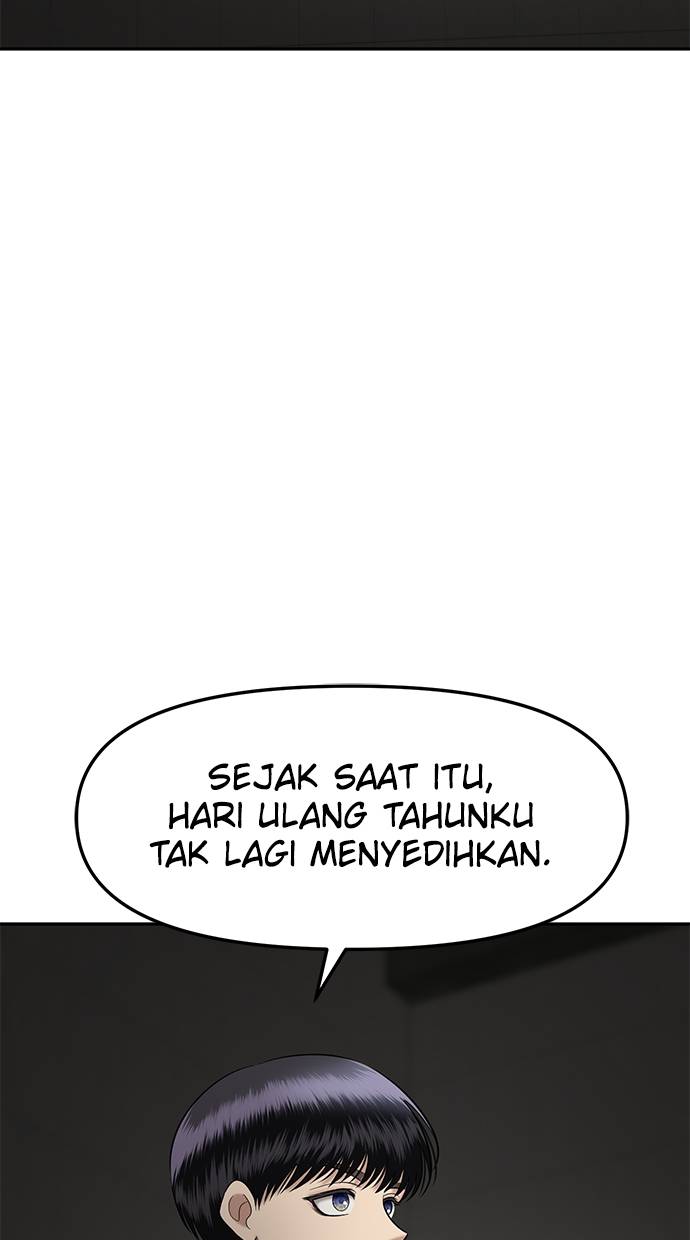 SEJAK SAAT ITU,
HARI ULANG TAHUNKU
TAK LAGI MENYEDIHKAN.